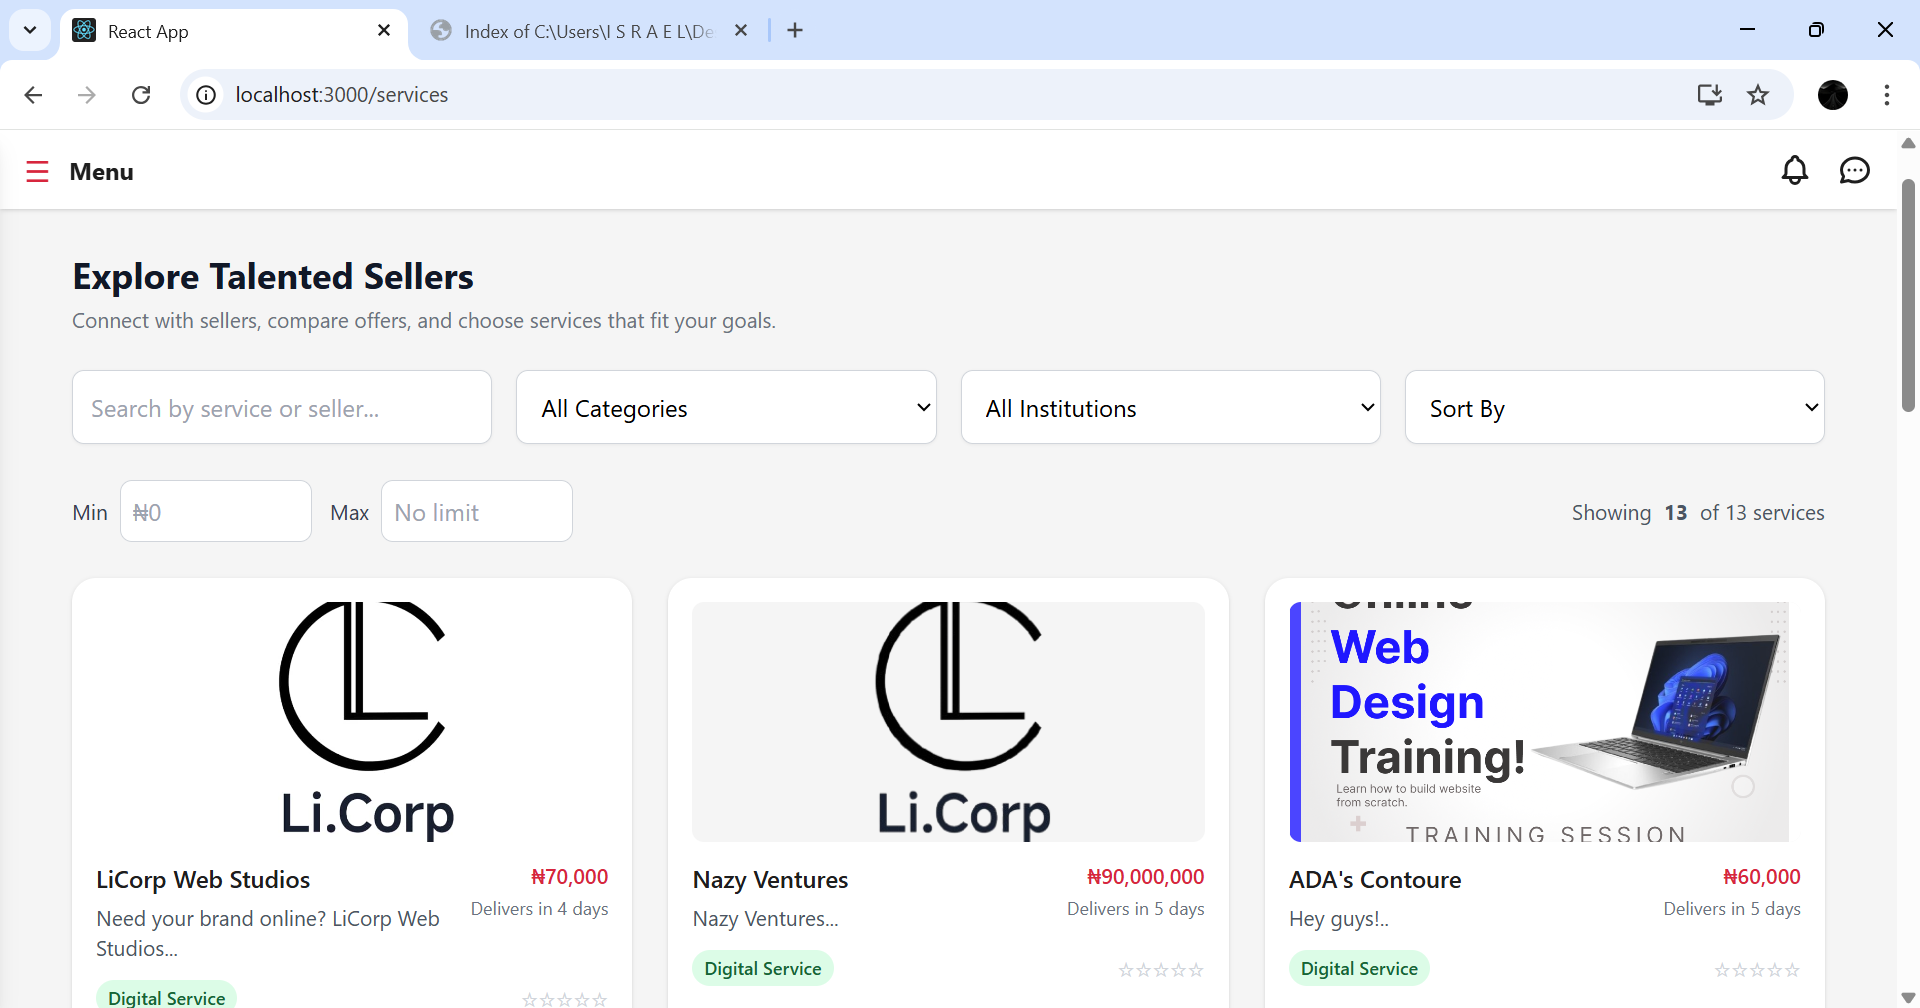 React App
Index of C:\Users\I S R A E L\De
localhost:3000/services
Menu
Explore Talented Sellers
Connect with sellers, compare offers, and choose services that fit your goals.
Search by service or seller...
All Categories
All Institutions
Sort By
Min
₦0
Max
No limit
Showing 13 of 13 services
Li.Corp
LiCorp Web Studios
₦70,000
Delivers in 4 days
Need your brand online? LiCorp Web
Studios...
Digital Service
Li.Corp
Nazy Ventures
₦90,000,000
Delivers in 5 days
Nazy Ventures...
Digital Service
Online
Web
Design
Training!
Learn how to build website
from scratch.
TRAINING SESSION
ADA's Contoure
₦60,000
Delivers in 5 days
Hey guys!..
Digital Service